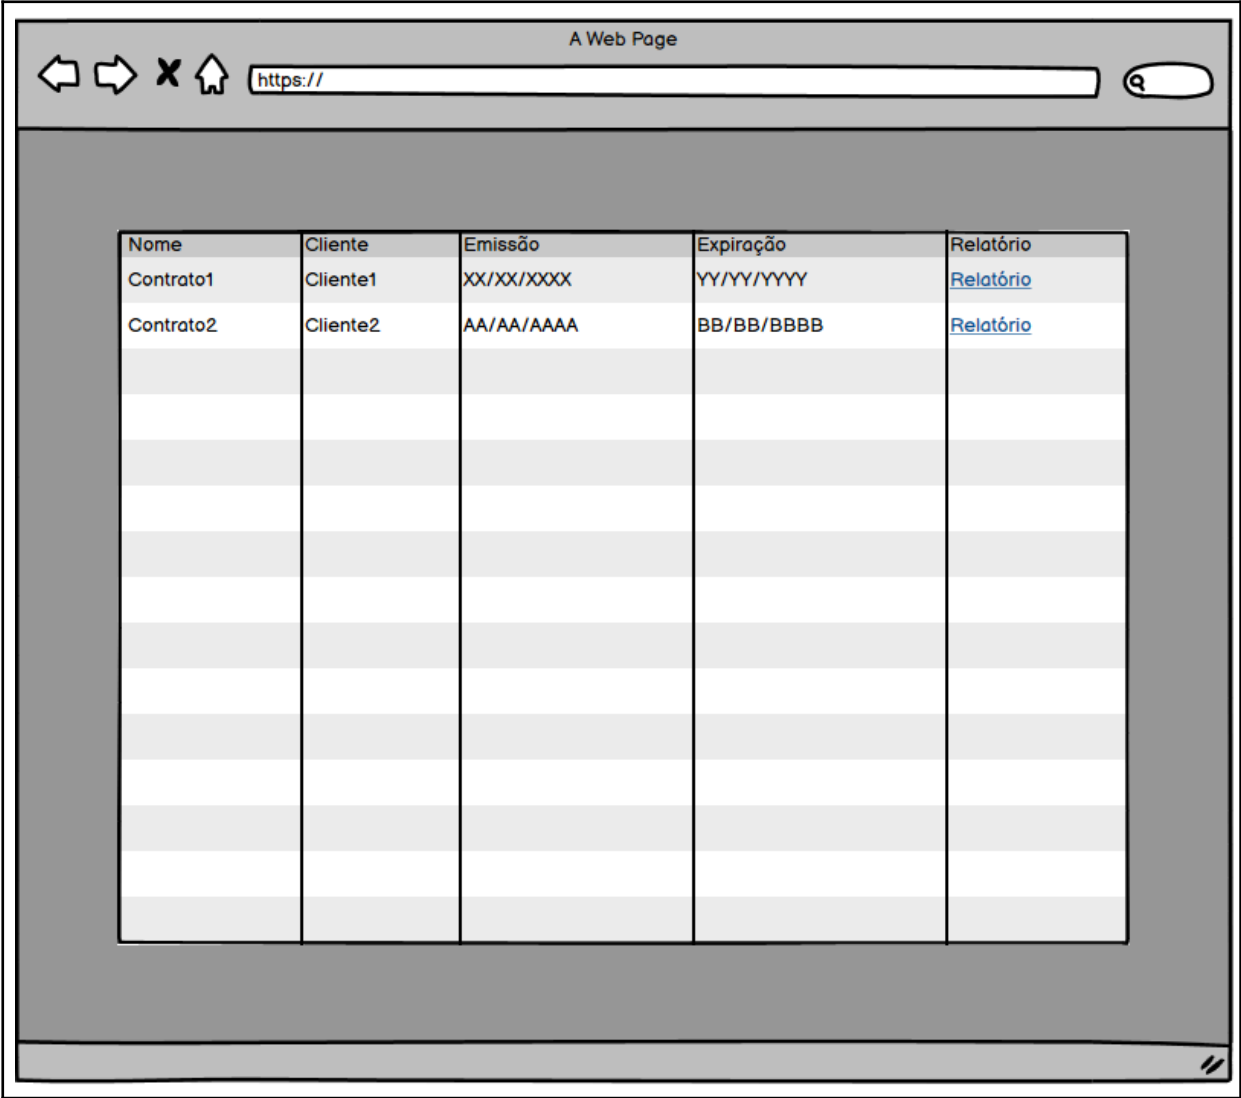 A Web Page
https://
Nome Cliente Emissão Expiração Relatório
Contrato1 Cliente1 XX/XX/XXXX YY/YY/YYYY Relatório
Contrato2 Cliente2 AA/AA/AAAA BB/BB/BBBB Relatório